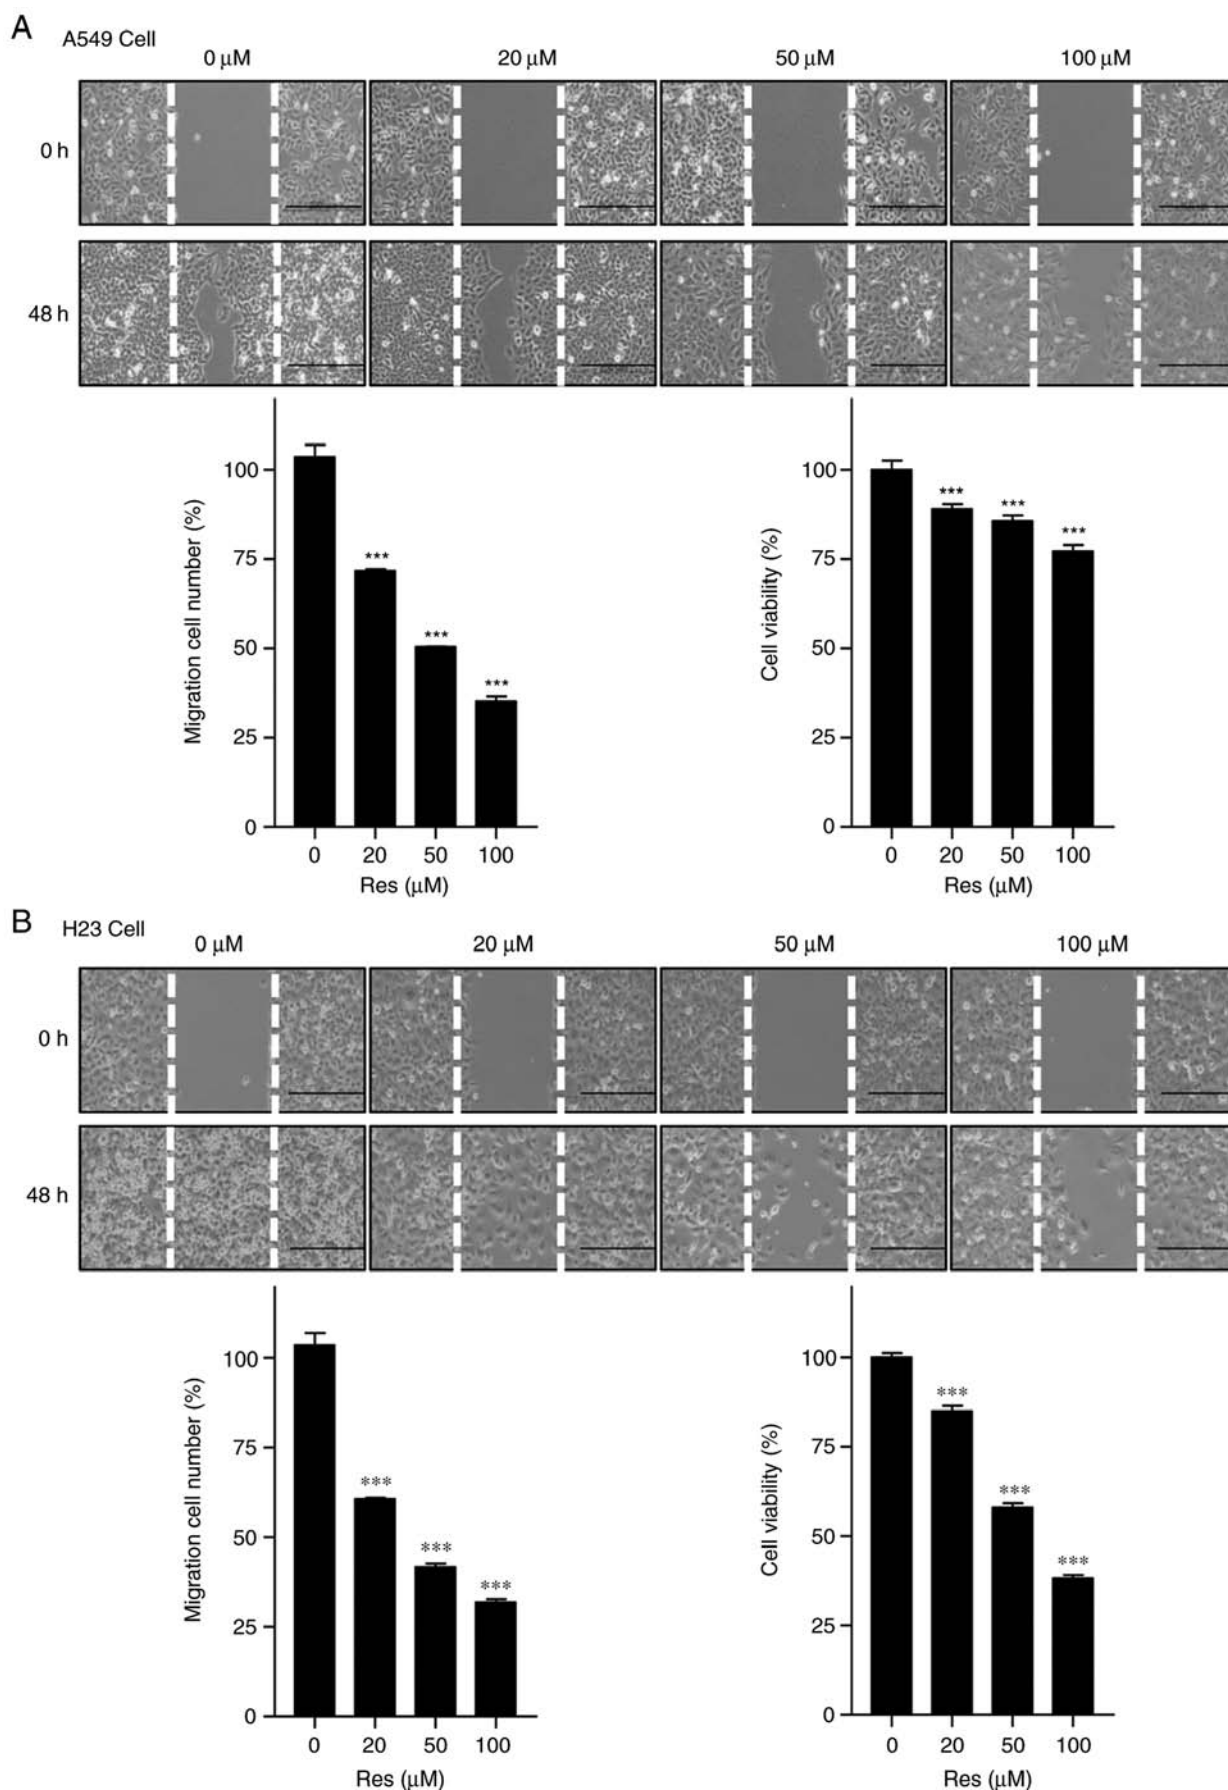 A
A549 Cell
0 μM 20 μM 50 μM 100 μM
0 h
48 h
Migration cell number (%)
100
75
50
25
0
*** *** ***
0 20 50 100
Res (μM)
Cell viability (%)
100
75
50
25
0
*** *** ***
0 20 50 100
Res (μM)
B
H23 Cell
0 μM 20 μM 50 μM 100 μM
0 h
48 h
Migration cell number (%)
100
75
50
25
0
*** *** ***
0 20 50 100
Res (μM)
Cell viability (%)
100
75
50
25
0
*** *** ***
0 20 50 100
Res (μM)